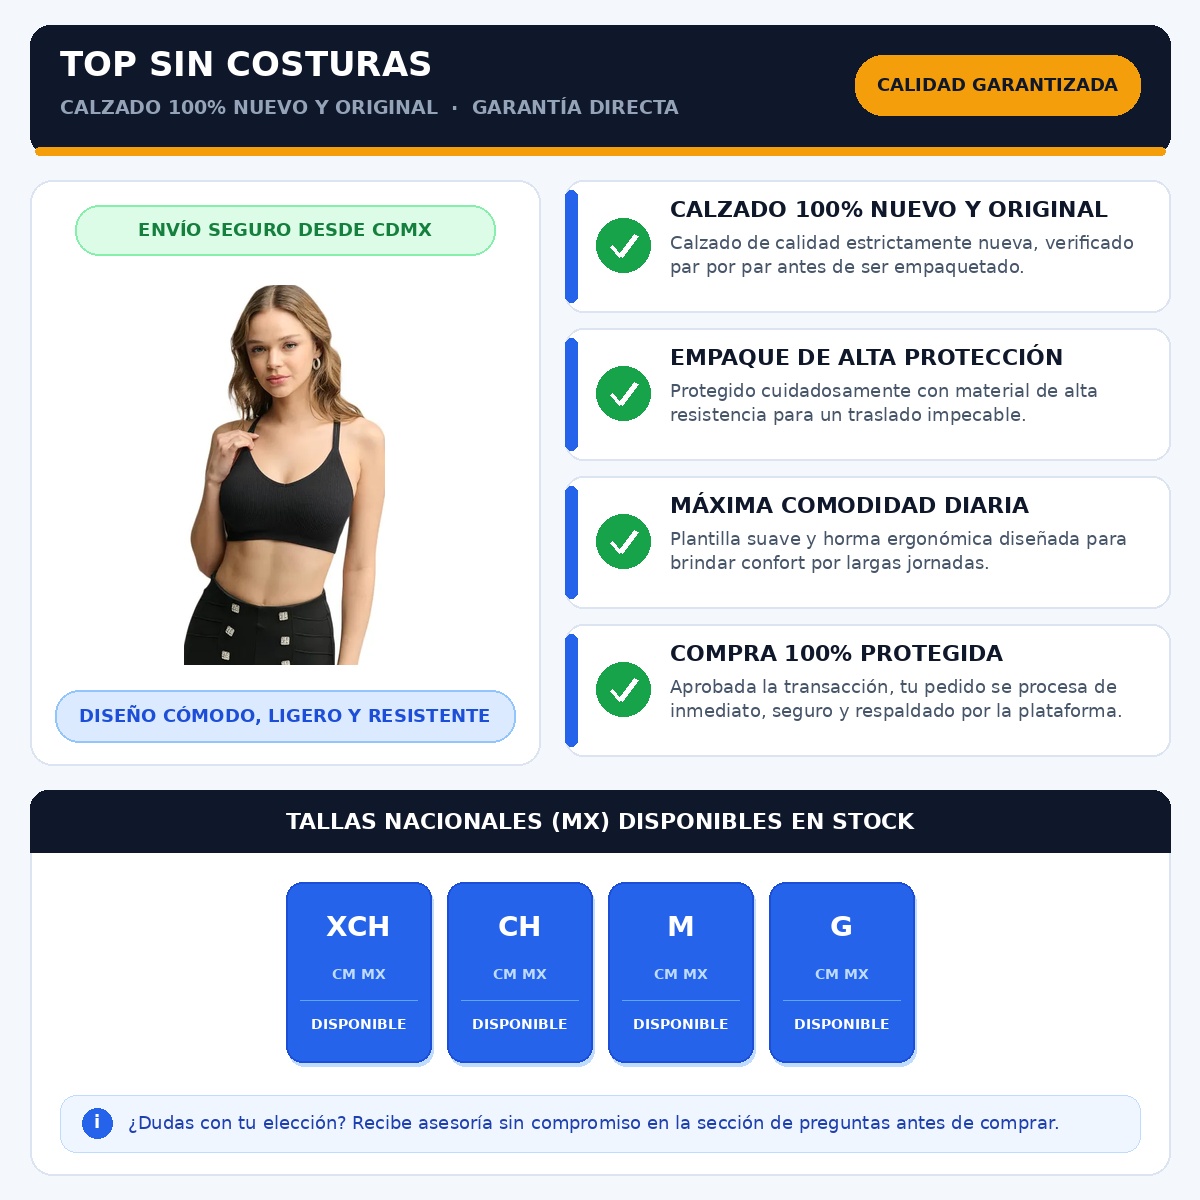 TOP SIN COSTURAS
CALZADO 100% NUEVO Y ORIGINAL · GARANTÍA DIRECTA
CALIDAD GARANTIZADA
ENVÍO SEGURO DESDE CDMX
DISEÑO CÓMODO, LIGERO Y RESISTENTE
CALZADO 100% NUEVO Y ORIGINAL
Calzado de calidad estrictamente nueva, verificado
par por par antes de ser empaquetado.
EMPAQUE DE ALTA PROTECCIÓN
Protegido cuidadosamente con material de alta
resistencia para un traslado impecable.
MÁXIMA COMODIDAD DIARIA
Plantilla suave y horma ergonómica diseñada para
brindar confort por largas jornadas.
COMPRA 100% PROTEGIDA
Aprobada la transacción, tu pedido se procesa de
inmediato, seguro y respaldado por la plataforma.
TALLAS NACIONALES (MX) DISPONIBLES EN STOCK
XCH
CM MX
DISPONIBLE
CH
CM MX
DISPONIBLE
M
CM MX
DISPONIBLE
G
CM MX
DISPONIBLE
i ¿Dudas con tu elección? Recibe asesoría sin compromiso en la sección de preguntas antes de comprar.